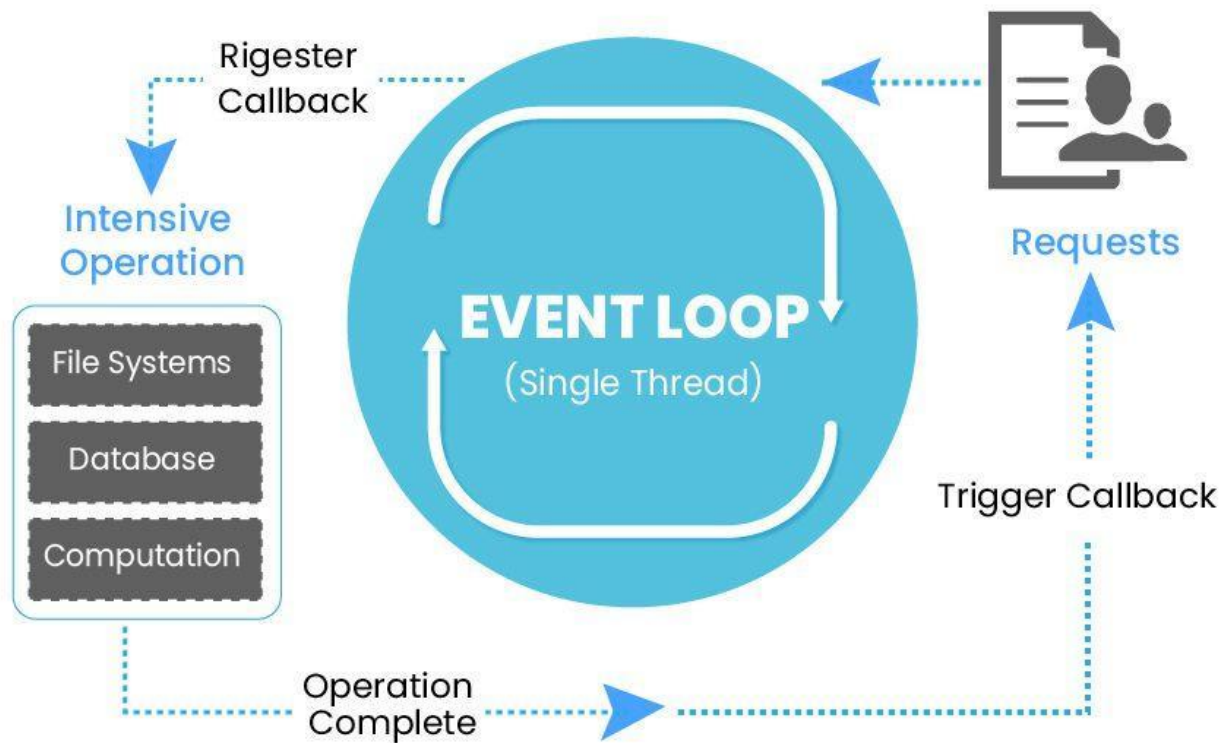 Rigester
Callback
Intensive
Operation
Requests
EVENT LOOP
(Single Thread)
File Systems
Database
Computation
Trigger Callback
Operation
Complete